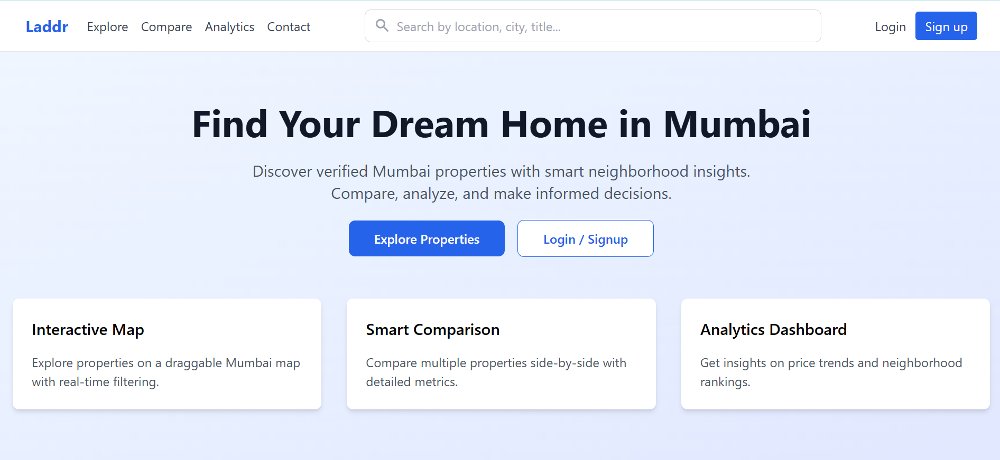 Laddr Explore Compare Analytics Contact Search by location, city, title... Login Sign up
Find Your Dream Home in Mumbai
Discover verified Mumbai properties with smart neighborhood insights.
Compare, analyze, and make informed decisions.
Explore Properties Login / Signup
Interactive Map
Explore properties on a draggable Mumbai map
with real-time filtering.
Smart Comparison
Compare multiple properties side-by-side with
detailed metrics.
Analytics Dashboard
Get insights on price trends and neighborhood
rankings.